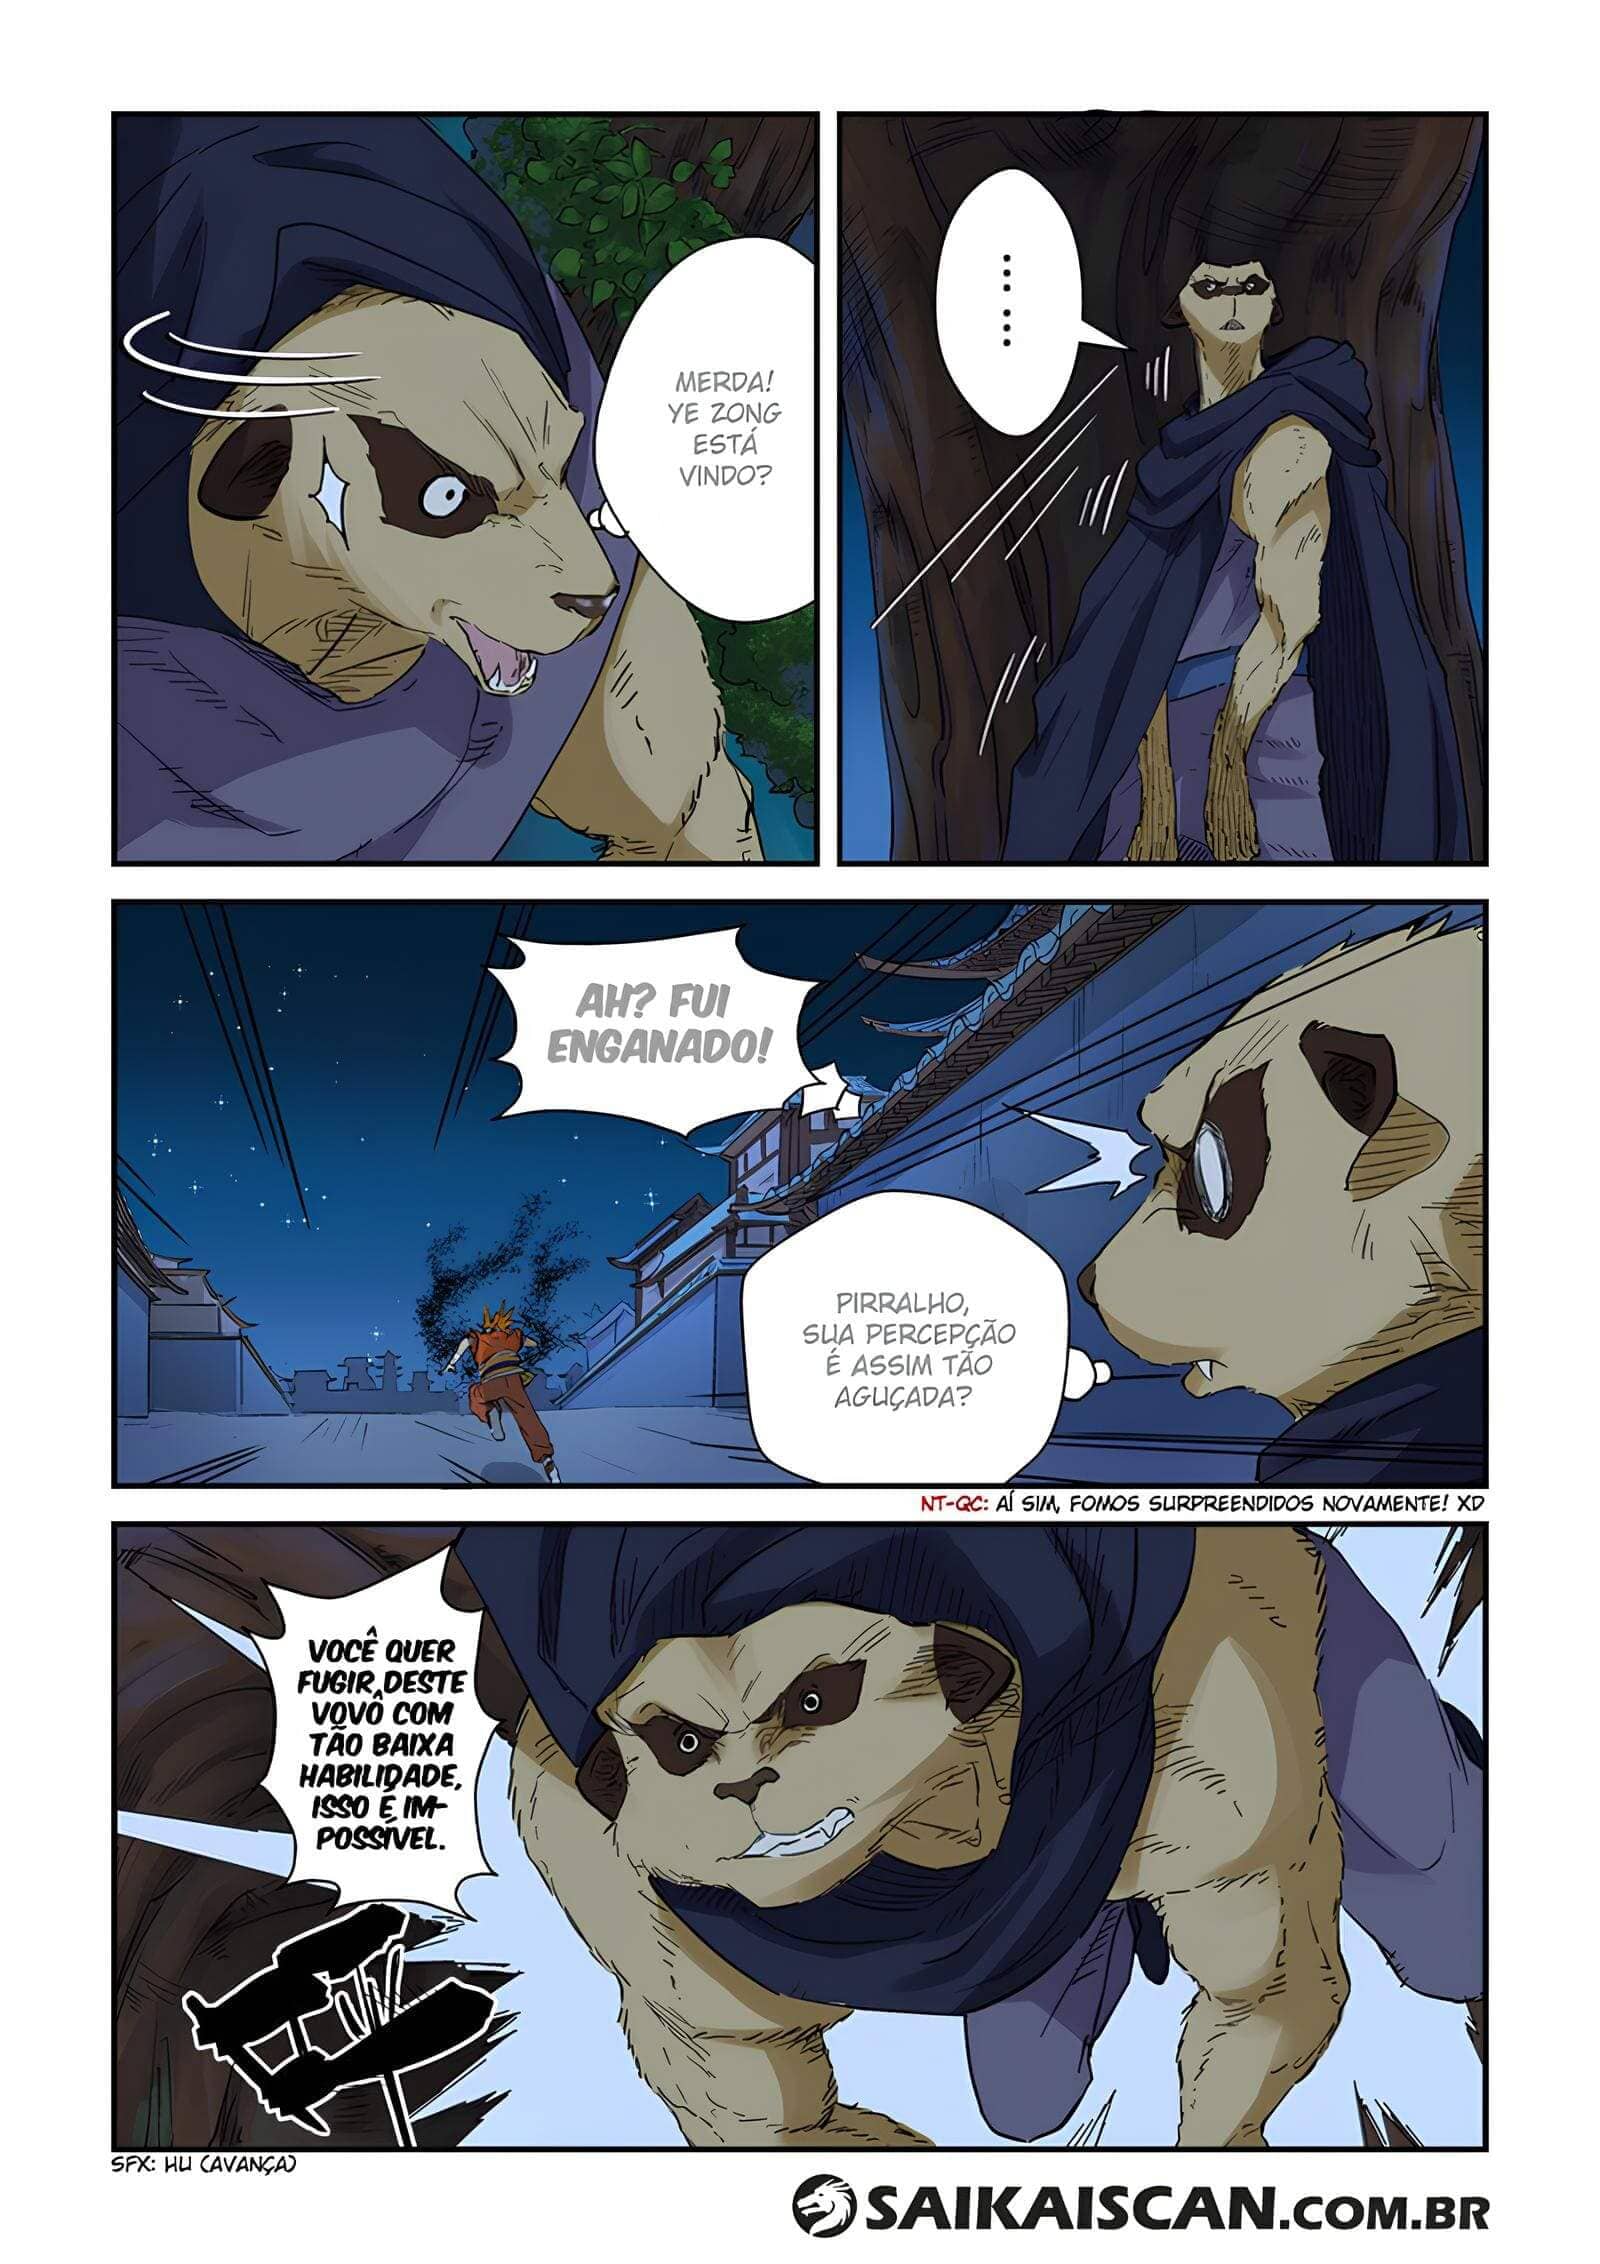 MERDA!
YE ZONG
ESTÁ
VINDO?
......
AH? FUI
ENGANADO!
PIRRALHO,
SUA PERCEPÇÃO
É ASSIM TÃO
AGUÇADA?
NT-QC: AÍ SIM, FOMOS SURPREENDIDOS NOVAMENTE! XD
VOCÊ QUER
FUGIR DESTE
VOVÔ COM
TÃO BAIXA
HABILIDADE,
ISSO É IM-
POSSÍVEL.
SFX: HU (AVANÇA)
SAIKAISCAN.COM.BR